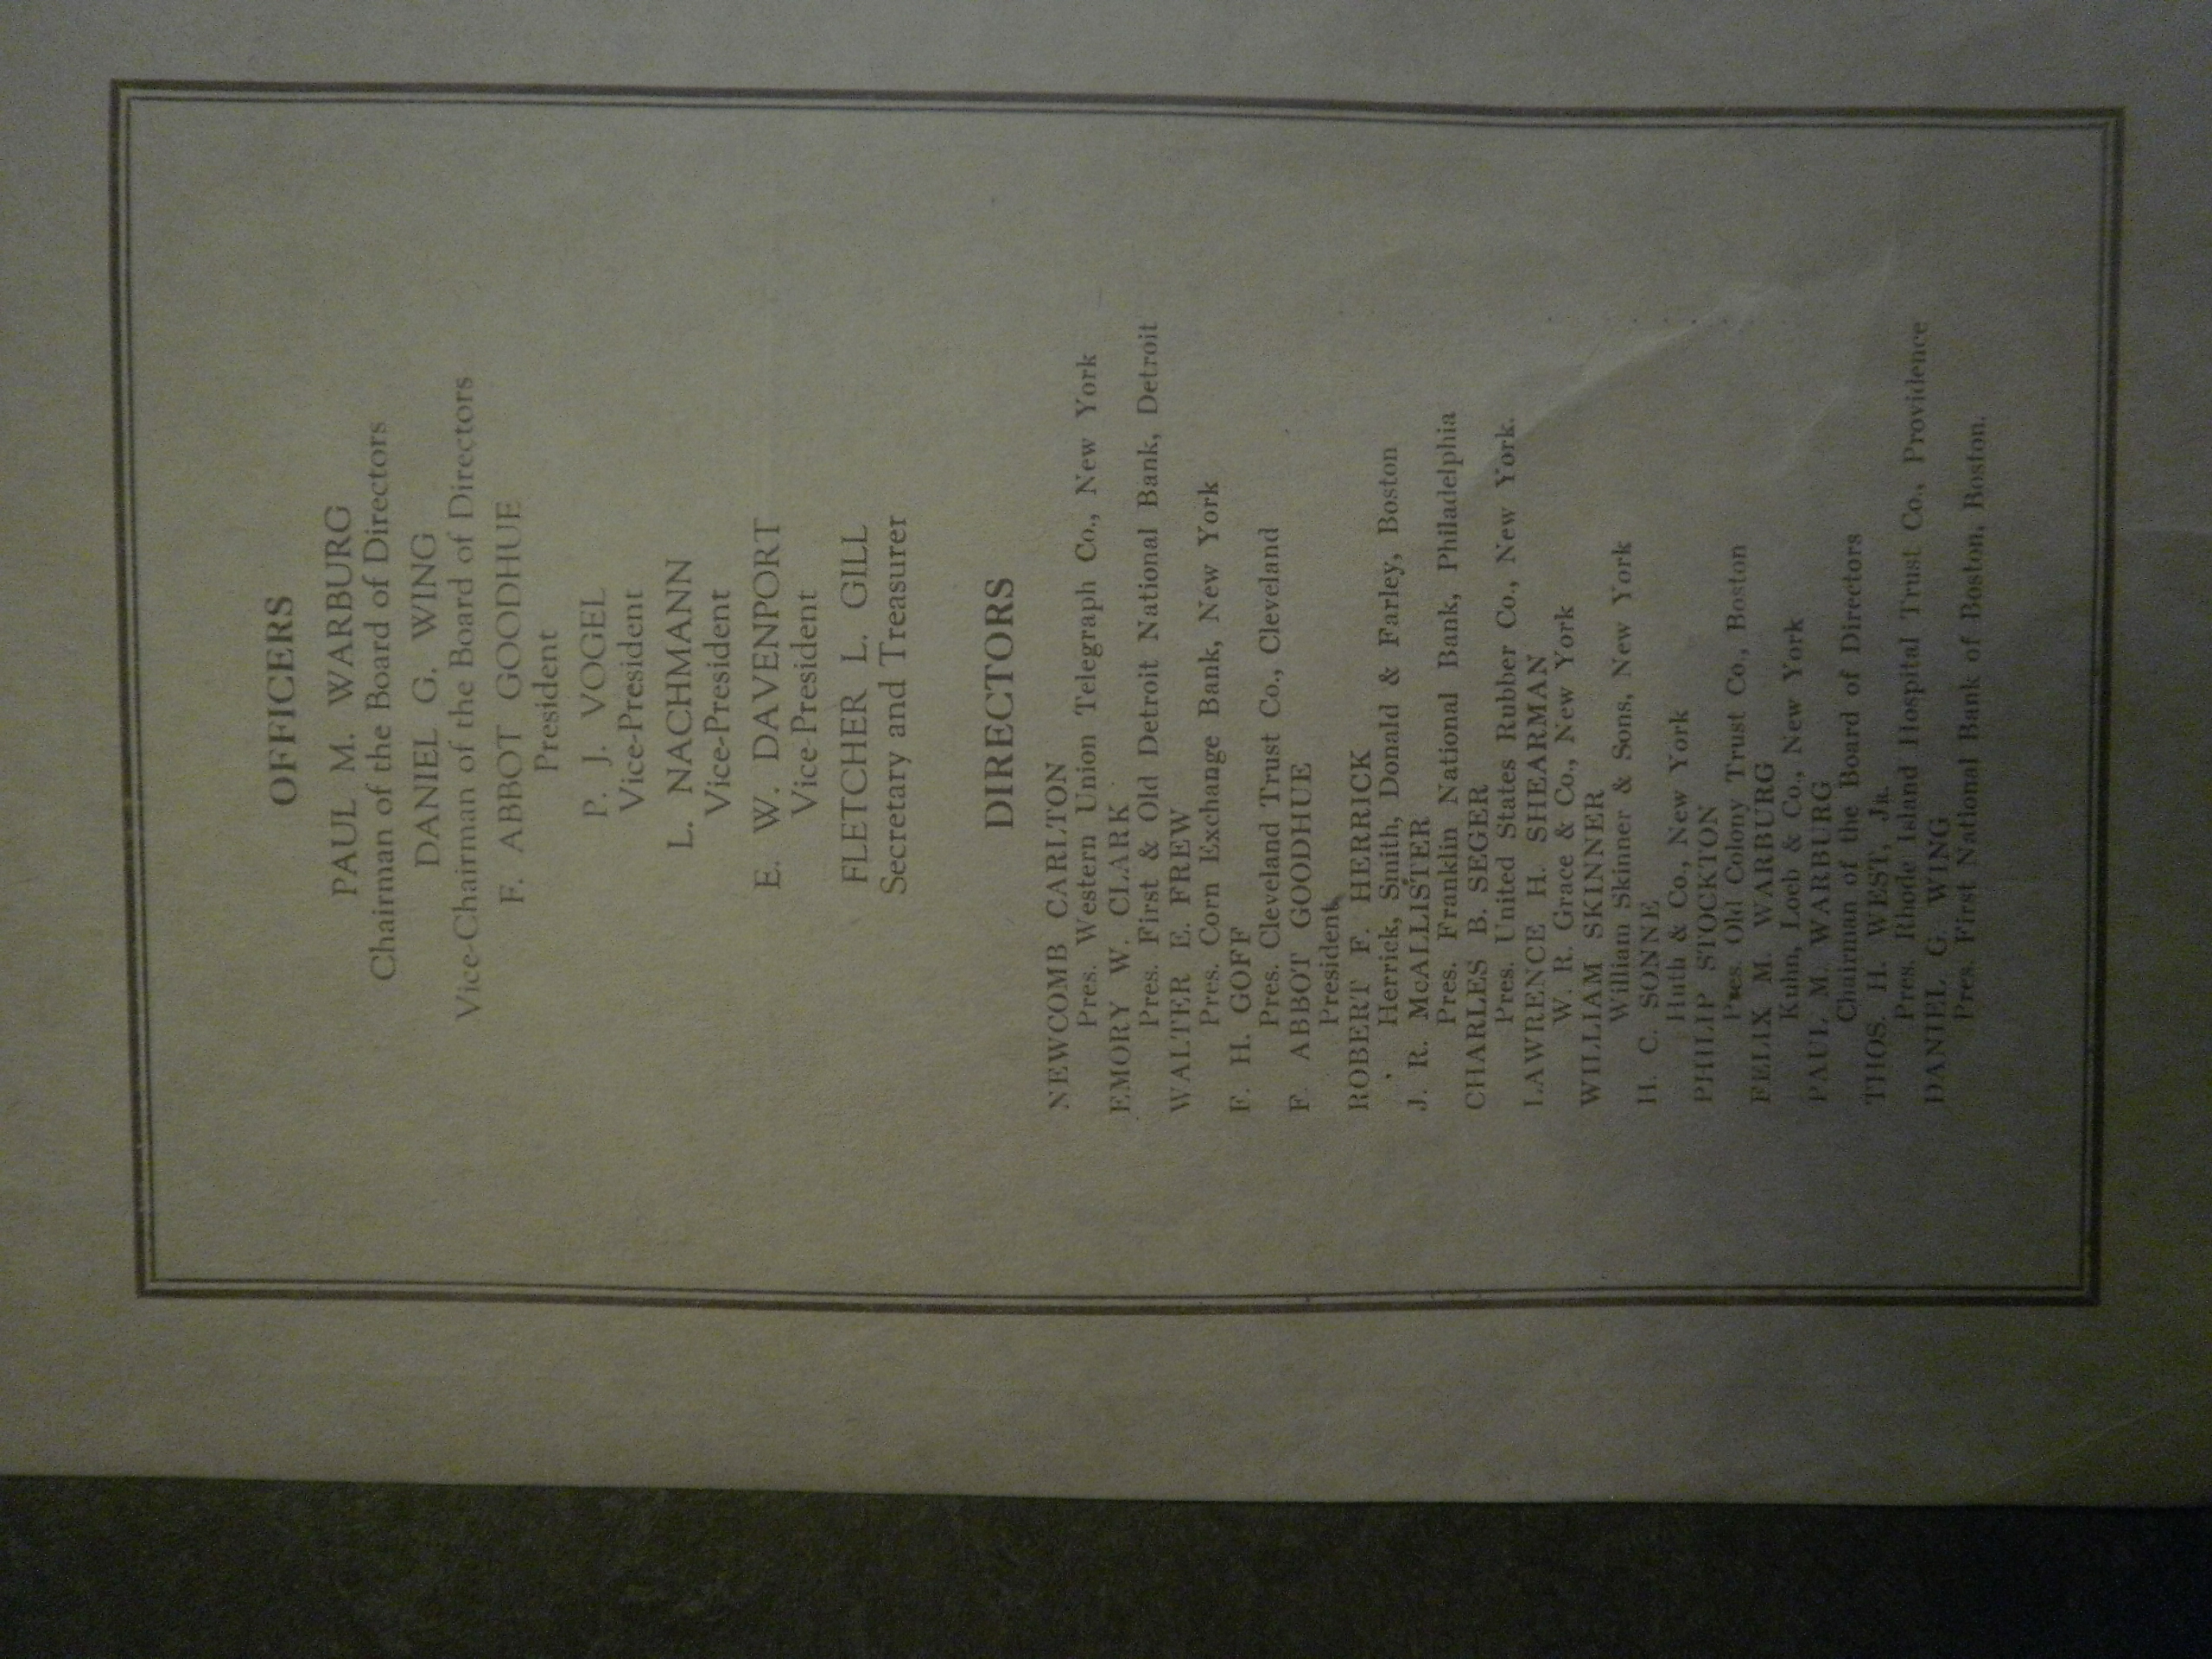 OFFICERS
PAUL M. WARBURG
Chairman of the Board of Directors
DANIEL G. WING
Vice-Chairman of the Board of Directors
F. ABBOT GOODHUE
President
P. J. VOGEL
Vice-President
L. NACHMANN
Vice-President
E. W. DAVENPORT
Vice-President
FLETCHER L. GILL
Secretary and Treasurer
DIRECTORS
NEWCOMB CARLTON
Pres. Western Union Telegraph Co., New York
EMORY W. CLARK
Pres. First & Old Detroit National Bank, Detroit
WALTER E. FREW
Pres. Corn Exchange Bank, New York
F. H. GOFF
Pres. Cleveland Trust Co., Cleveland
F. ABBOT GOODHUE
President
ROBERT F. HERRICK
Herrick, Smith, Donald & Farley, Boston
J. R. McALLISTER
Pres. Franklin National Bank, Philadelphia
CHARLES B. SEGER
Pres. United States Rubber Co., New York.
LAWRENCE H. SHEARMAN
W. R. Grace & Co., New York
WILLIAM SKINNER
William Skinner & Sons, New York
H. C. SONNE
Huth & Co., New York
PHILIP STOCKTON
Pres. Old Colony Trust Co., Boston
FELIX M. WARBURG
Kuhn, Loeb & Co., New York
PAUL M. WARBURG
Chairman of the Board of Directors
THOS. H. WEST, Jr.
Pres. Rhode Island Hospital Trust Co., Providence
DANIEL G. WING
Pres. First National Bank of Boston, Boston.